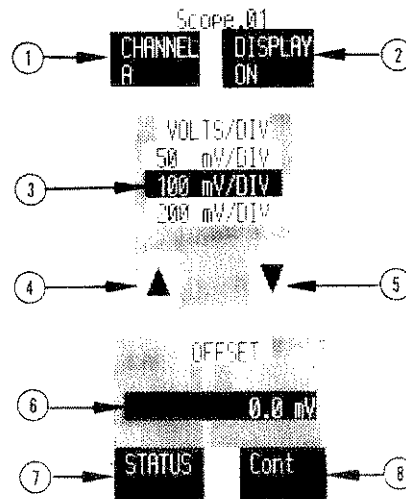 Scope.01
1 CHANNEL A
DISPLAY ON 2
VOLTS/DIV
50 mV/DIV
3 100 mV/DIV
200 mV/DIV
4
5
OFFSET
6 0.0 mV
7 STATUS
Cont 8